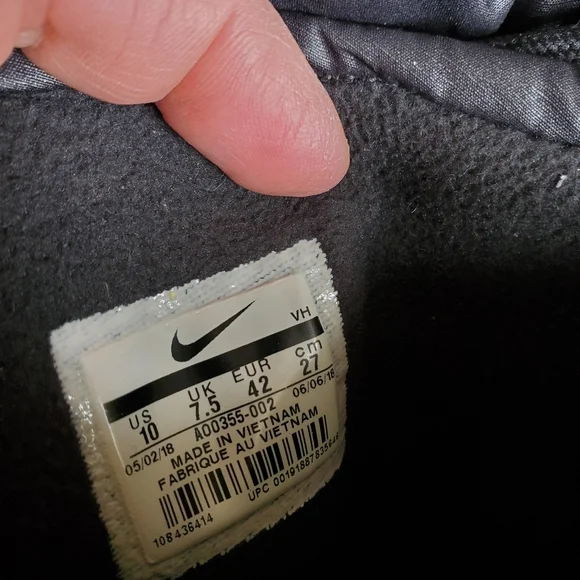 VH
US UK EUR cm
10 7.5 42 27
05/02/18 A00355-002 06/06/18
MADE IN VIETNAM
FABRIQUE AU VIETNAM
108436414